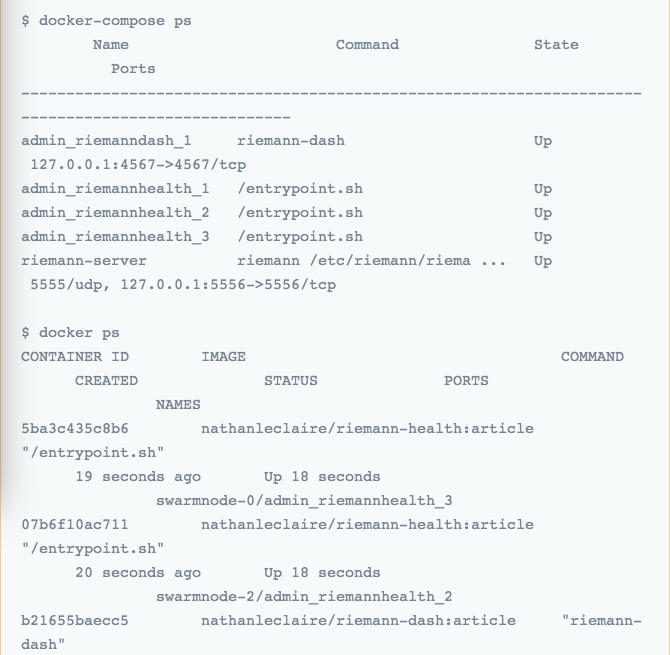 $ docker-compose ps
        Name                       Command               State
          Ports
---------------------------------------------------------------------
------------------------------
admin_riemanndash_1     riemann-dash                     Up
 127.0.0.1:4567->4567/tcp
admin_riemannhealth_1   /entrypoint.sh                   Up
admin_riemannhealth_2   /entrypoint.sh                   Up
admin_riemannhealth_3   /entrypoint.sh                   Up
riemann-server          riemann /etc/riemann/riema ...   Up
 5555/udp, 127.0.0.1:5556->5556/tcp

$ docker ps
CONTAINER ID        IMAGE                                   COMMAND
      CREATED              STATUS              PORTS
               NAMES
5ba3c435c8b6        nathanleclaire/riemann-health:article
"/entrypoint.sh"
      19 seconds ago       Up 18 seconds
               swarmnode-0/admin_riemannhealth_3
07b6f10ac711        nathanleclaire/riemann-health:article
"/entrypoint.sh"
      20 seconds ago       Up 18 seconds
               swarmnode-2/admin_riemannhealth_2
b21655baecc5        nathanleclaire/riemann-dash:article     "riemann-
dash"